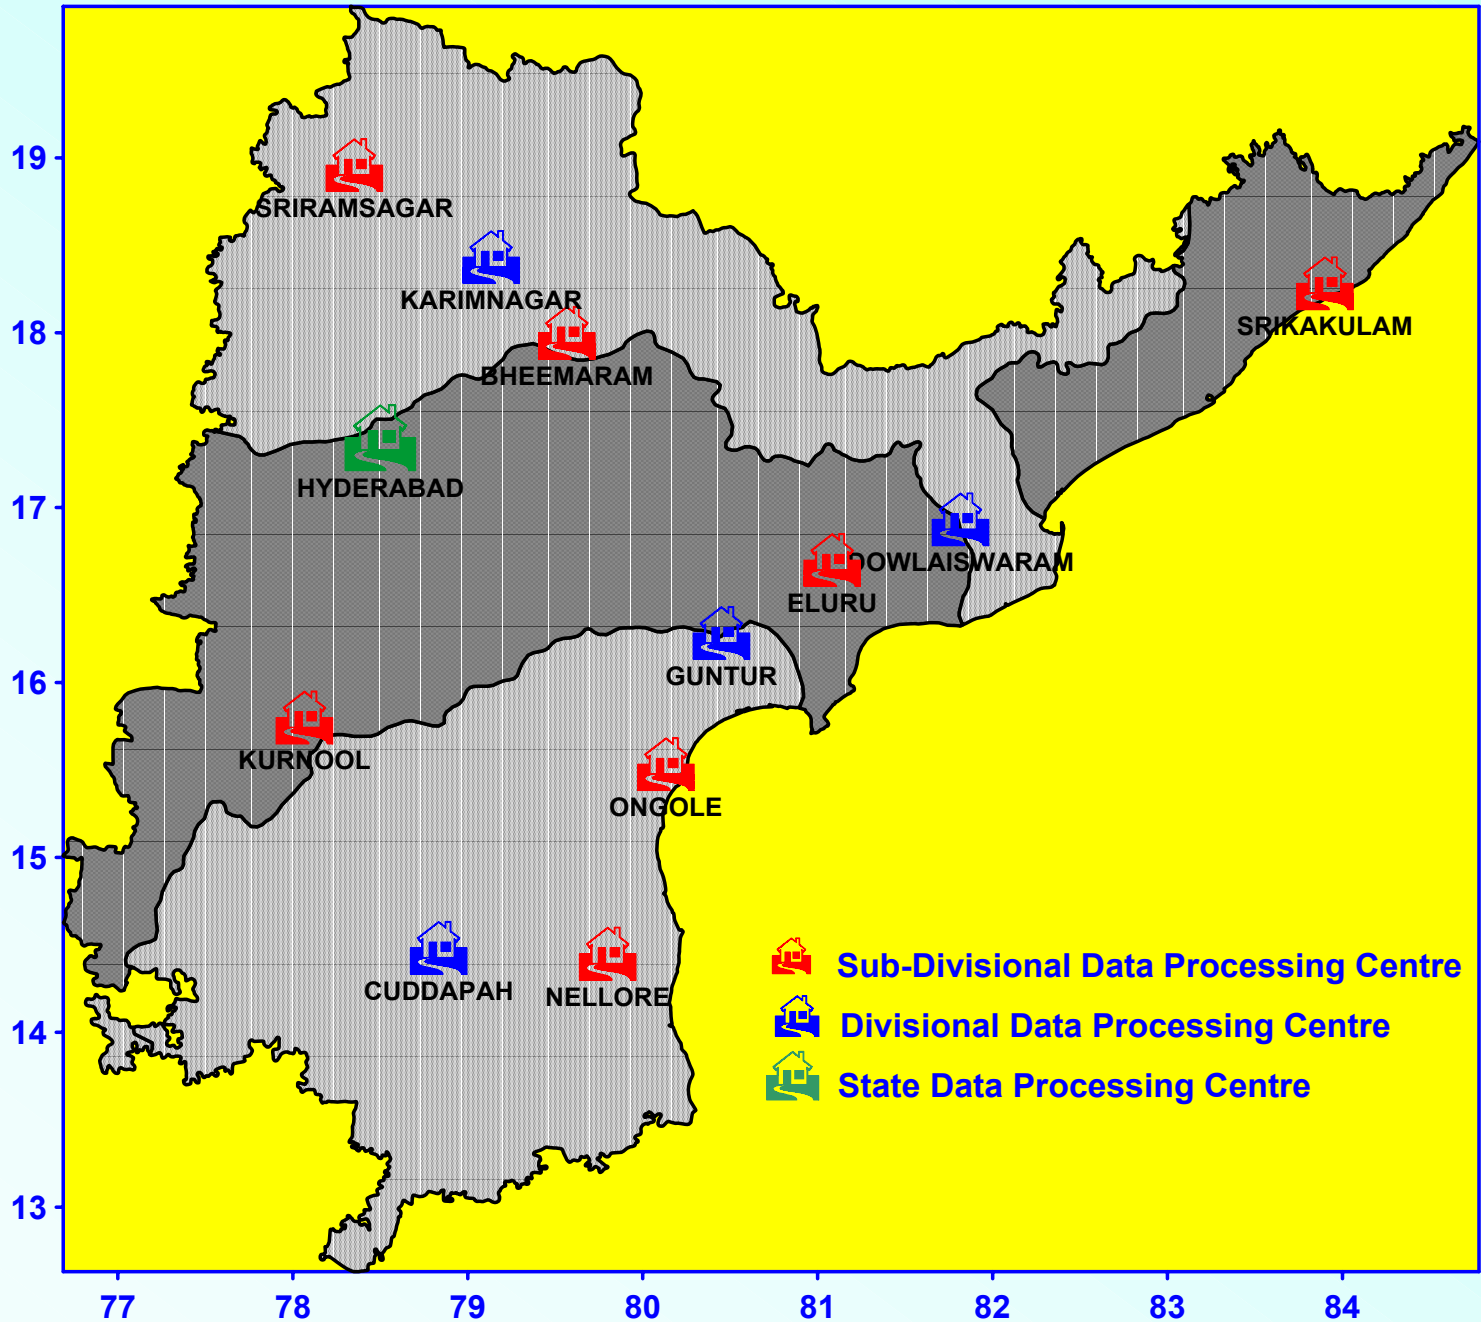 19
SRIRAMSAGAR
KARIMNAGAR
18
SRIKAKULAM
BHEEMARAM
HYDERABAD
17
DOWLAISWARAM
ELURU
16
GUNTUR
KURNOOL
ONGOLE
15
Sub-Divisional Data Processing Centre
CUDDAPAH
NELLORE
14
Divisional Data Processing Centre
State Data Processing Centre
13
77 78 79 80 81 82 83 84